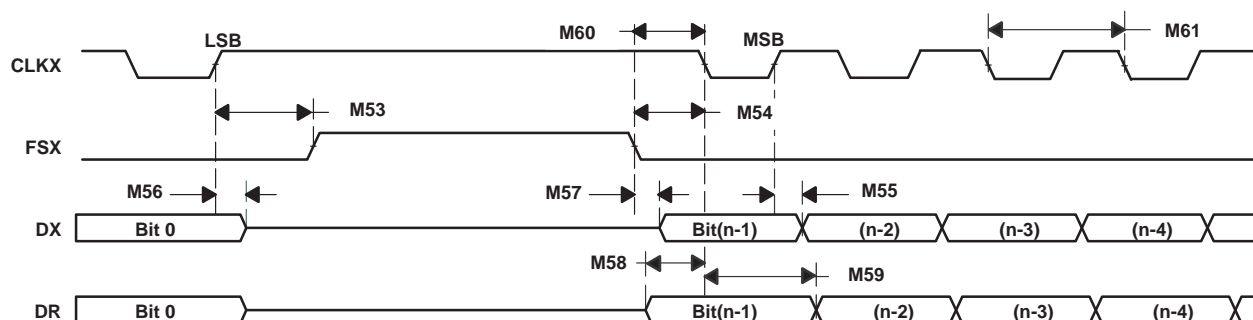 LSB
M60
MSB
M61
CLKX
M53
M54
FSX
M56
M57
M55
DX
Bit 0
Bit(n-1)
(n-2)
(n-3)
(n-4)
M58
M59
DR
Bit 0
Bit(n-1)
(n-2)
(n-3)
(n-4)